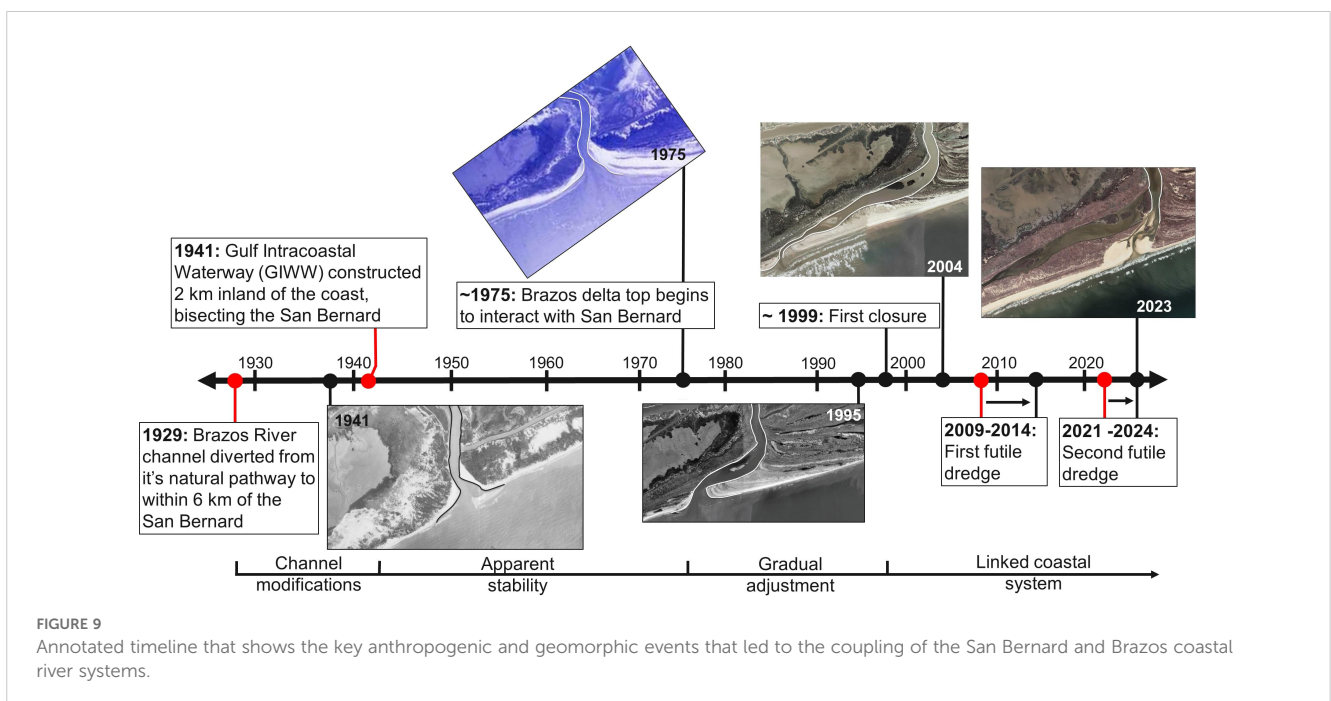 1975
2004
2023
1941: Gulf Intracoastal
Waterway (GIWW) constructed
2 km inland of the coast,
bisecting the San Bernard
~1975: Brazos delta top begins
to interact with San Bernard
~ 1999: First closure
1930
1940
1950
1960
1970
1980
1990
2000
2010
2020
1929: Brazos River
channel diverted from
it's natural pathway to
within 6 km of the
San Bernard
1941
1995
2009-2014:
First futile
dredge
2021 -2024:
Second futile
dredge
Channel
modifications
Apparent
stability
Gradual
adjustment
Linked coastal
system
FIGURE 9
Annotated timeline that shows the key anthropogenic and geomorphic events that led to the coupling of the San Bernard and Brazos coastal
river systems.